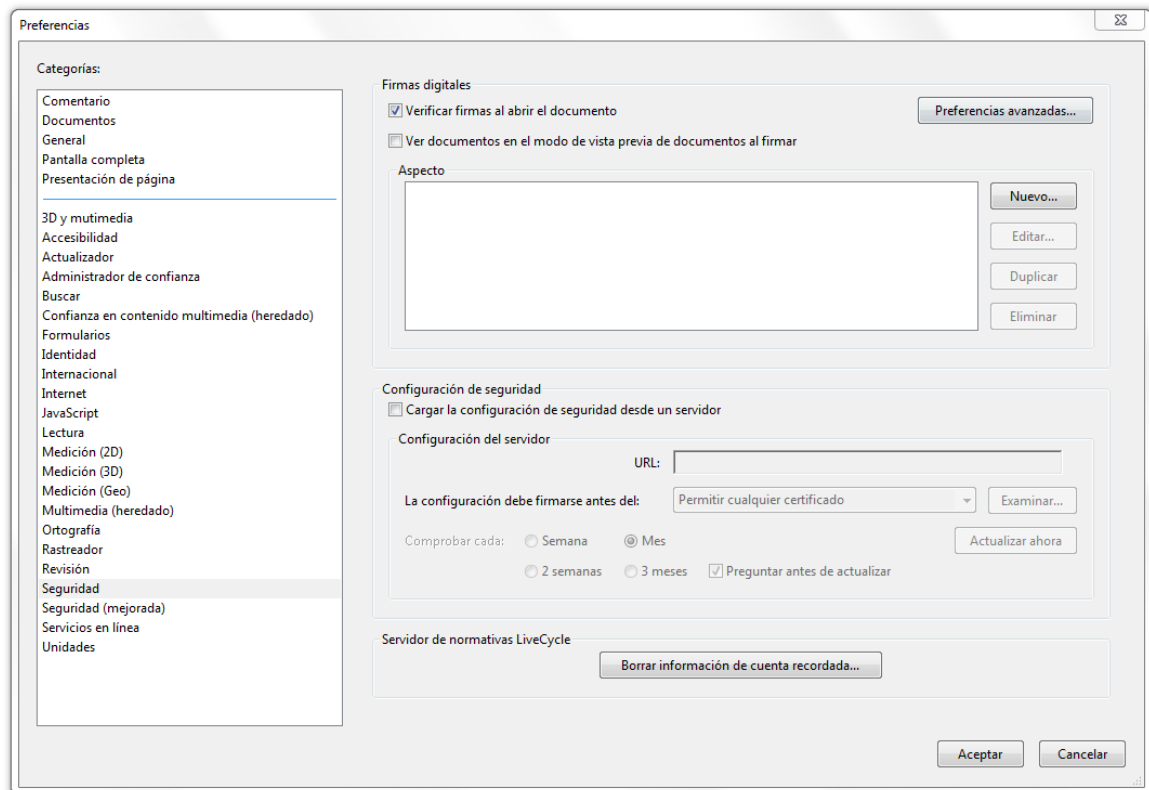 Preferencias
Categorías:
Comentario
Documentos
General
Pantalla completa
Presentación de página
3D y mutimedia
Accesibilidad
Actualizador
Administrador de confianza
Buscar
Confianza en contenido multimedia (heredado)
Formularios
Identidad
Internacional
Internet
JavaScript
Lectura
Medición (2D)
Medición (3D)
Medición (Geo)
Multimedia (heredado)
Ortografía
Rastreador
Revisión
Seguridad
Seguridad (mejorada)
Servicios en línea
Unidades
Firmas digitales
Verificar firmas al abrir el documento
Preferencias avanzadas...
Ver documentos en el modo de vista previa de documentos al firmar
Aspecto
Nuevo...
Editar...
Duplicar
Eliminar
Configuración de seguridad
Cargar la configuración de seguridad desde un servidor
Configuración del servidor
URL:
La configuración debe firmarse antes del: Permitir cualquier certificado Examinar...
Comprobar cada: Semana Mes Actualizar ahora
2 semanas 3 meses Preguntar antes de actualizar
Servidor de normativas LiveCycle
Borrar información de cuenta recordada...
Aceptar Cancelar